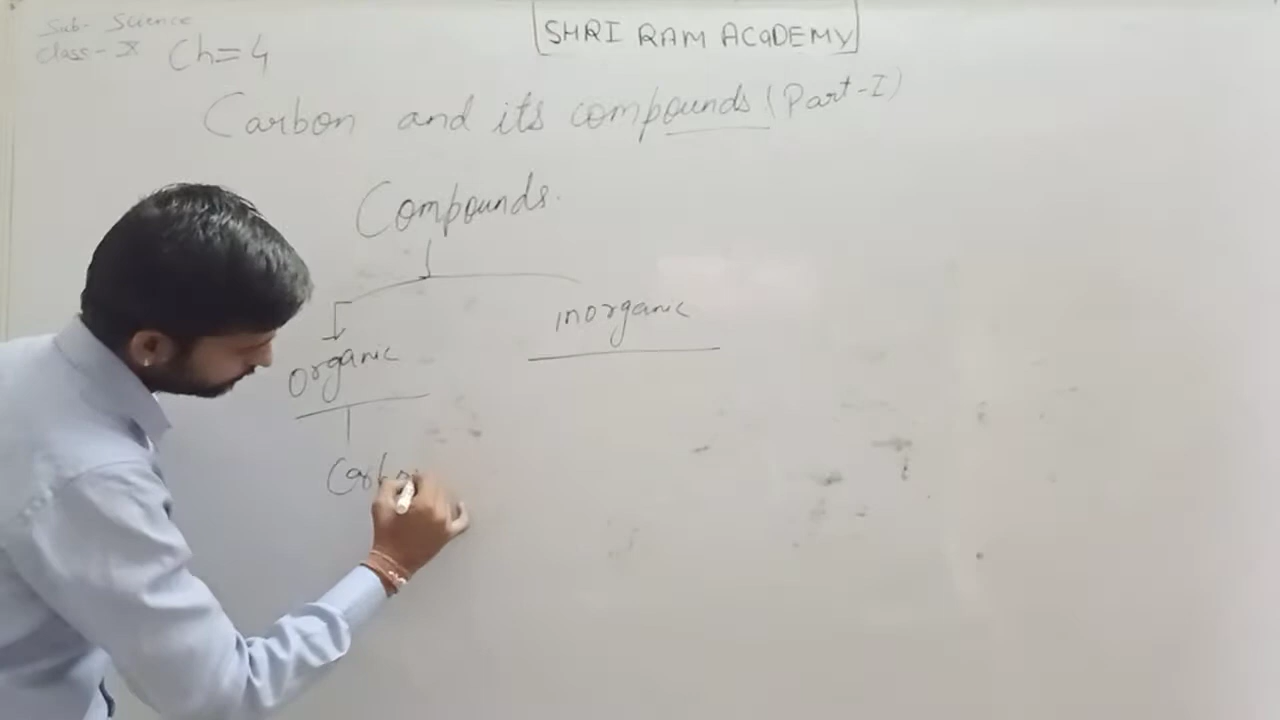 Sub- Science
Class- X Ch=4
SHRI RAM ACADEMY
Carbon and its compounds (Part-I)
Compounds.
inorganic
Organic
Carbo